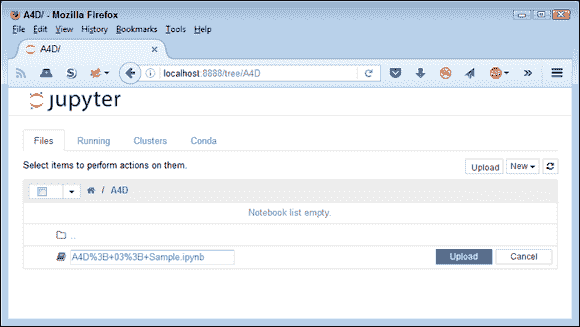 A4D/ - Mozilla Firefox
File Edit View History Bookmarks Tools Help
A4D/
localhost:8888/tree/A4D
jupyter
Files Running Clusters Conda
Select items to perform actions on them.
Upload New
/ A4D
Notebook list empty.
..
A4D%3B+03%3B+Sample.ipynb Upload Cancel